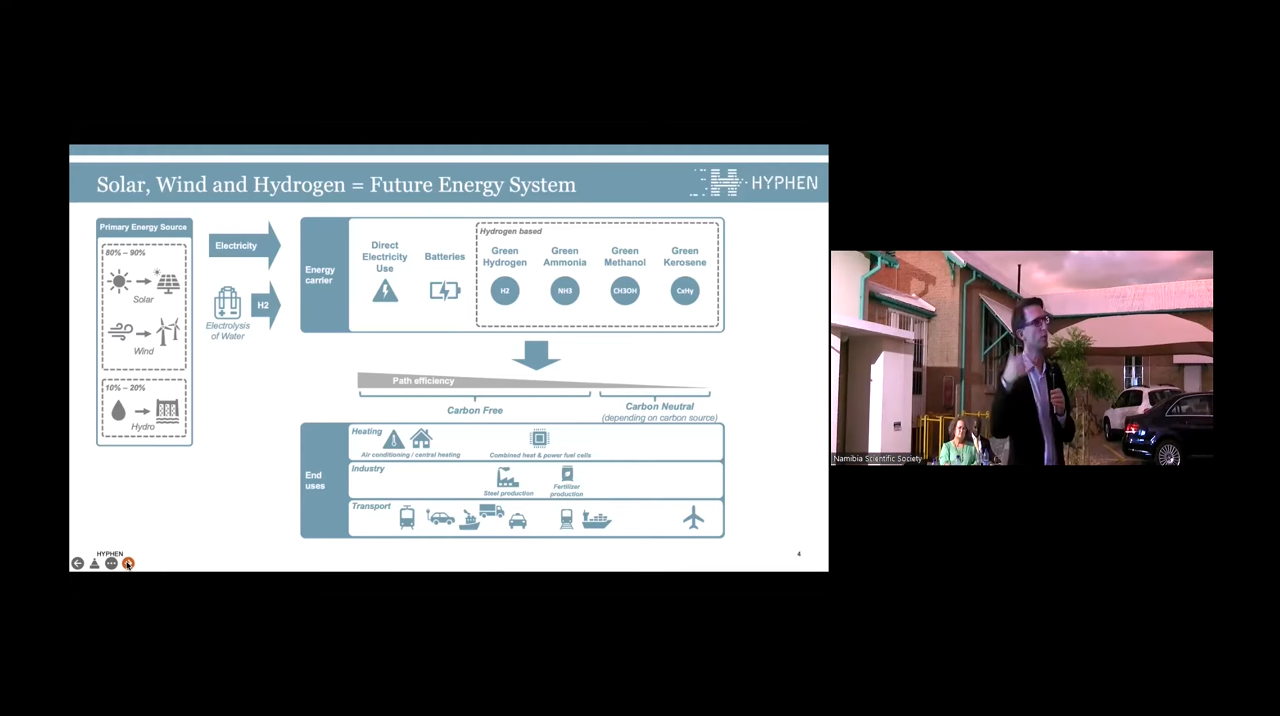 Solar, Wind and Hydrogen = Future Energy System
HYPHEN
Primary Energy Source
80% – 90%
Solar
Wind
10% – 20%
Hydro
Electricity
H2
Electrolysis
of Water
Energy
carrier
Direct
Electricity
Use
Batteries
Hydrogen based
Green
Hydrogen
H2
Green
Ammonia
NH3
Green
Methanol
CH3OH
Green
Kerosene
CxHy
Path efficiency
Carbon Free
Carbon Neutral
(depending on carbon source)
End
uses
Heating
Air conditioning / central heating
Combined heat & power fuel cells
Industry
Steel production
Fertilizer
production
Transport
HYPHEN
4
Namibia Scientific Society